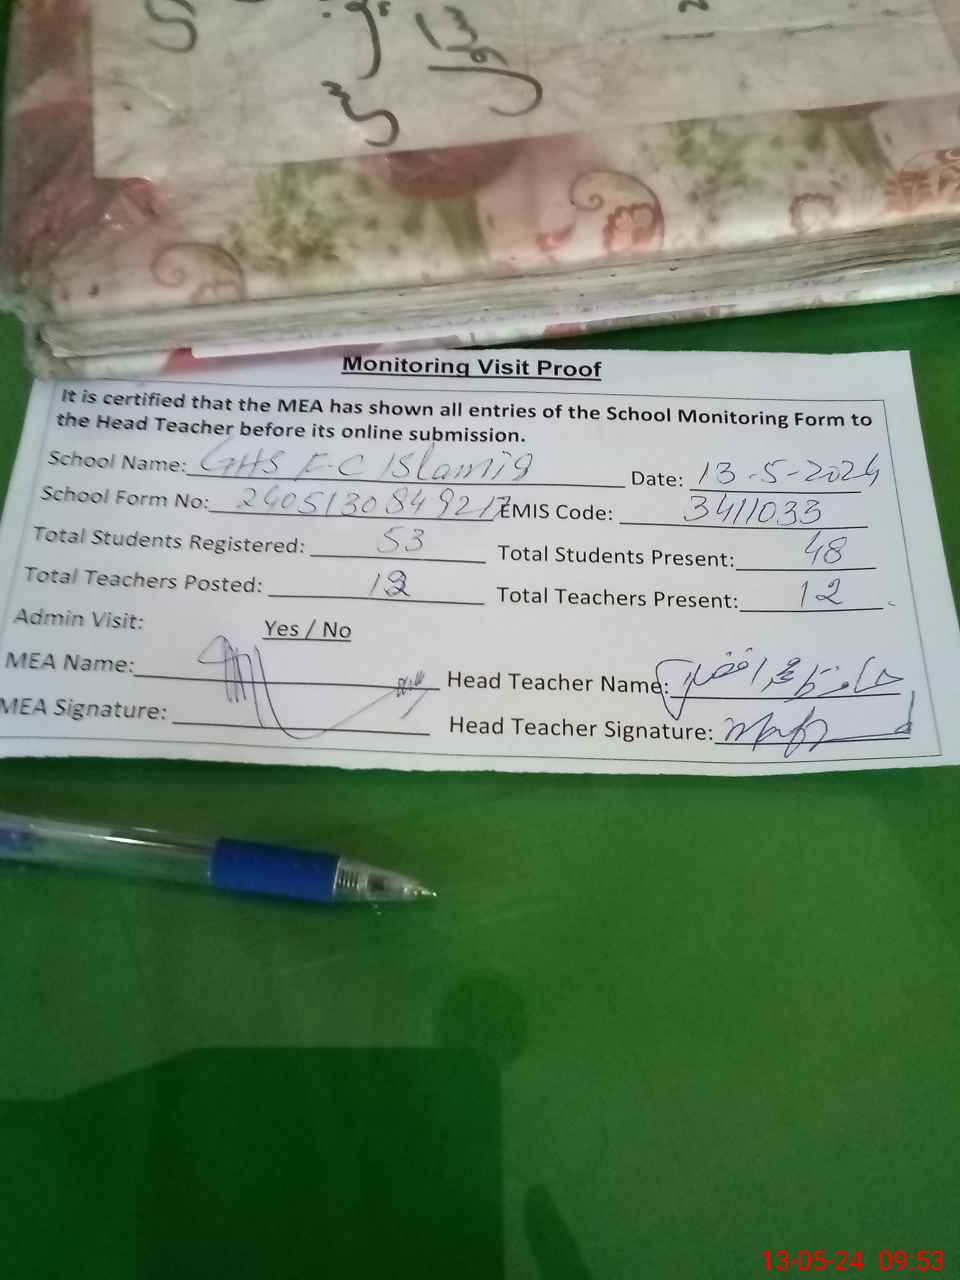 Monitoring Visit Proof
It is certified that the MEA has shown all entries of the School Monitoring Form to
the Head Teacher before its online submission.
School Name: GHS F.C Islamia Date: 13-5-2024
School Form No: 2405130849217 EMIS Code: 3411033
Total Students Registered: 53 Total Students Present: 48
Total Teachers Posted: Total Teachers Present: 12
Admin Visit: Yes / No
MEA Name: Head Teacher Name:
MEA Signature: Head Teacher Signature:
13-05-24 09:53